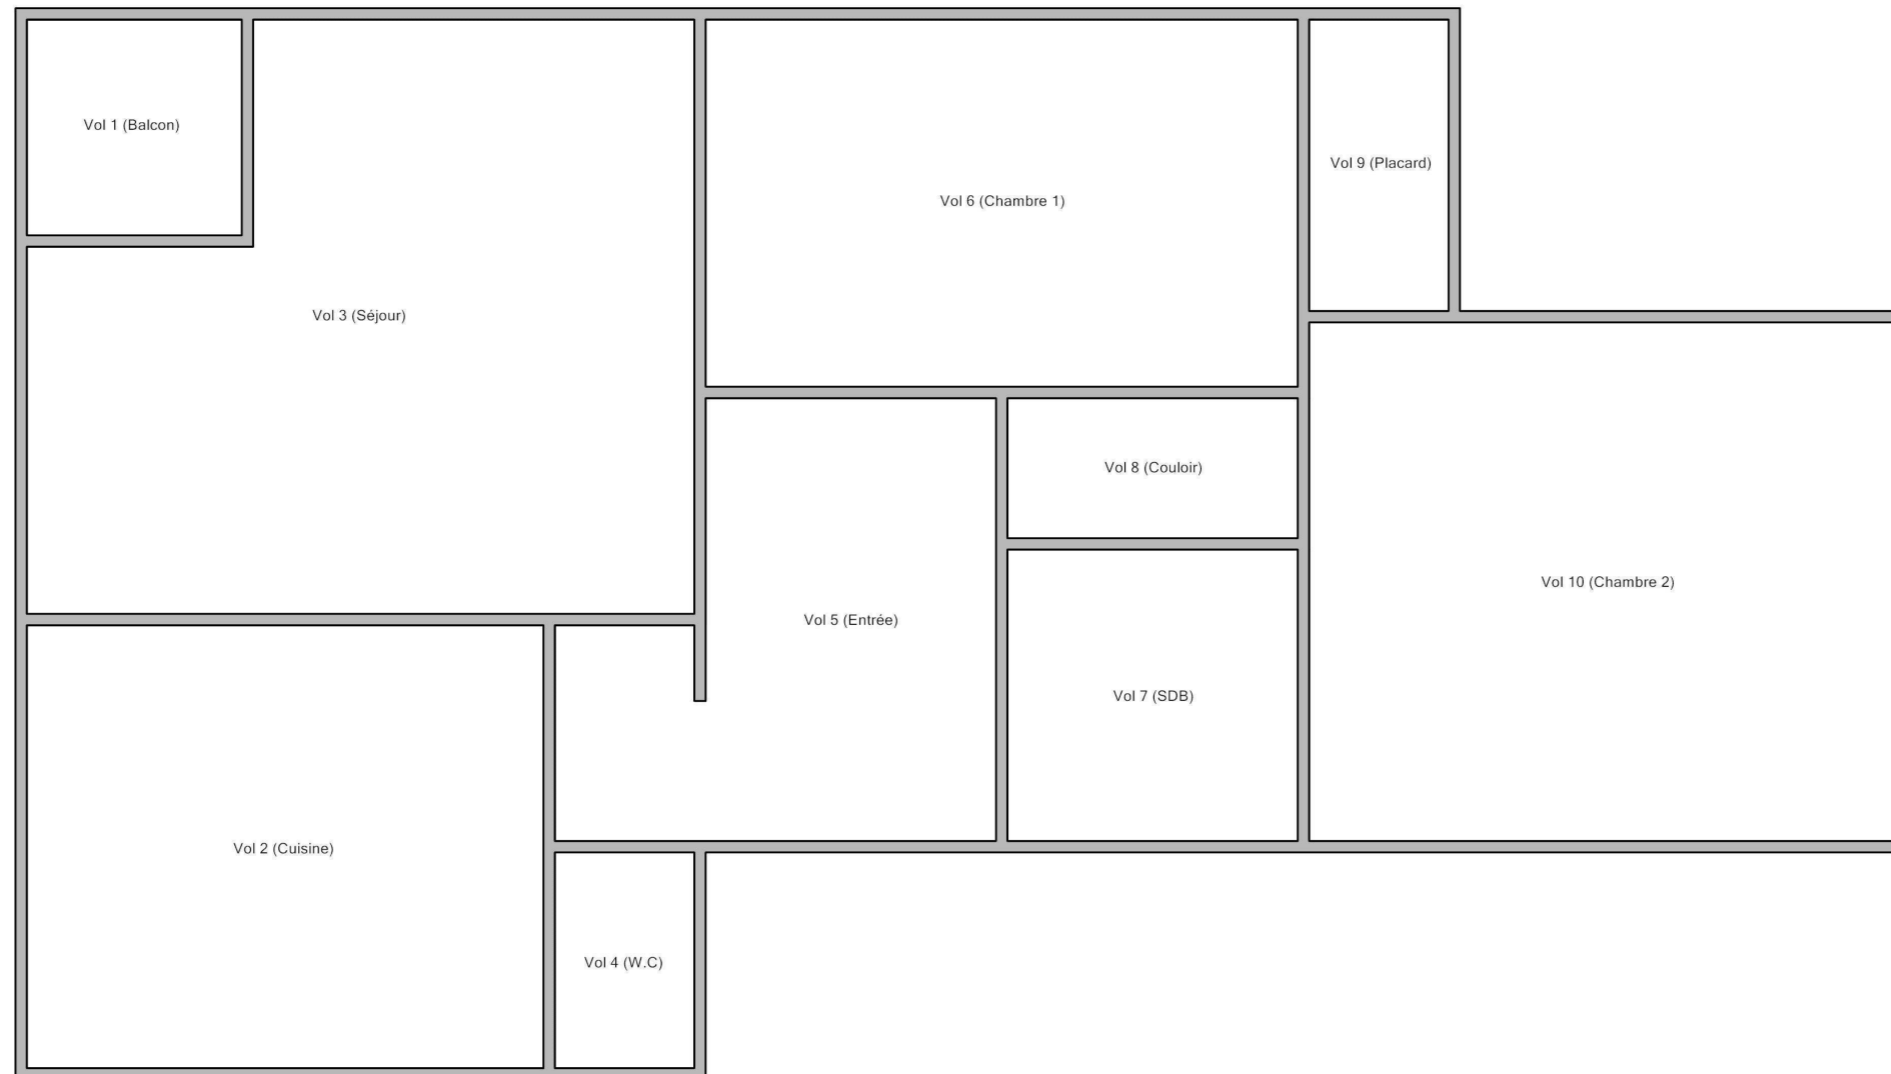 Vol 1 (Balcon)
Vol 9 (Placard)
Vol 6 (Chambre 1)
Vol 3 (Séjour)
Vol 8 (Couloir)
Vol 10 (Chambre 2)
Vol 5 (Entrée)
Vol 7 (SDB)
Vol 2 (Cuisine)
Vol 4 (W.C)